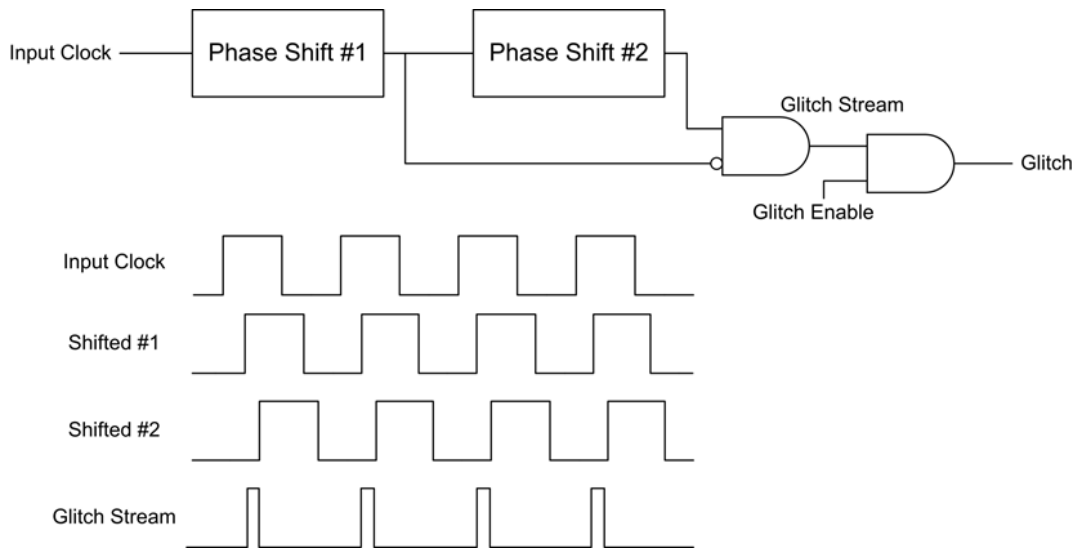 Input Clock
Phase Shift #1
Phase Shift #2
Glitch Stream
Glitch
Glitch Enable
Input Clock
Shifted #1
Shifted #2
Glitch Stream